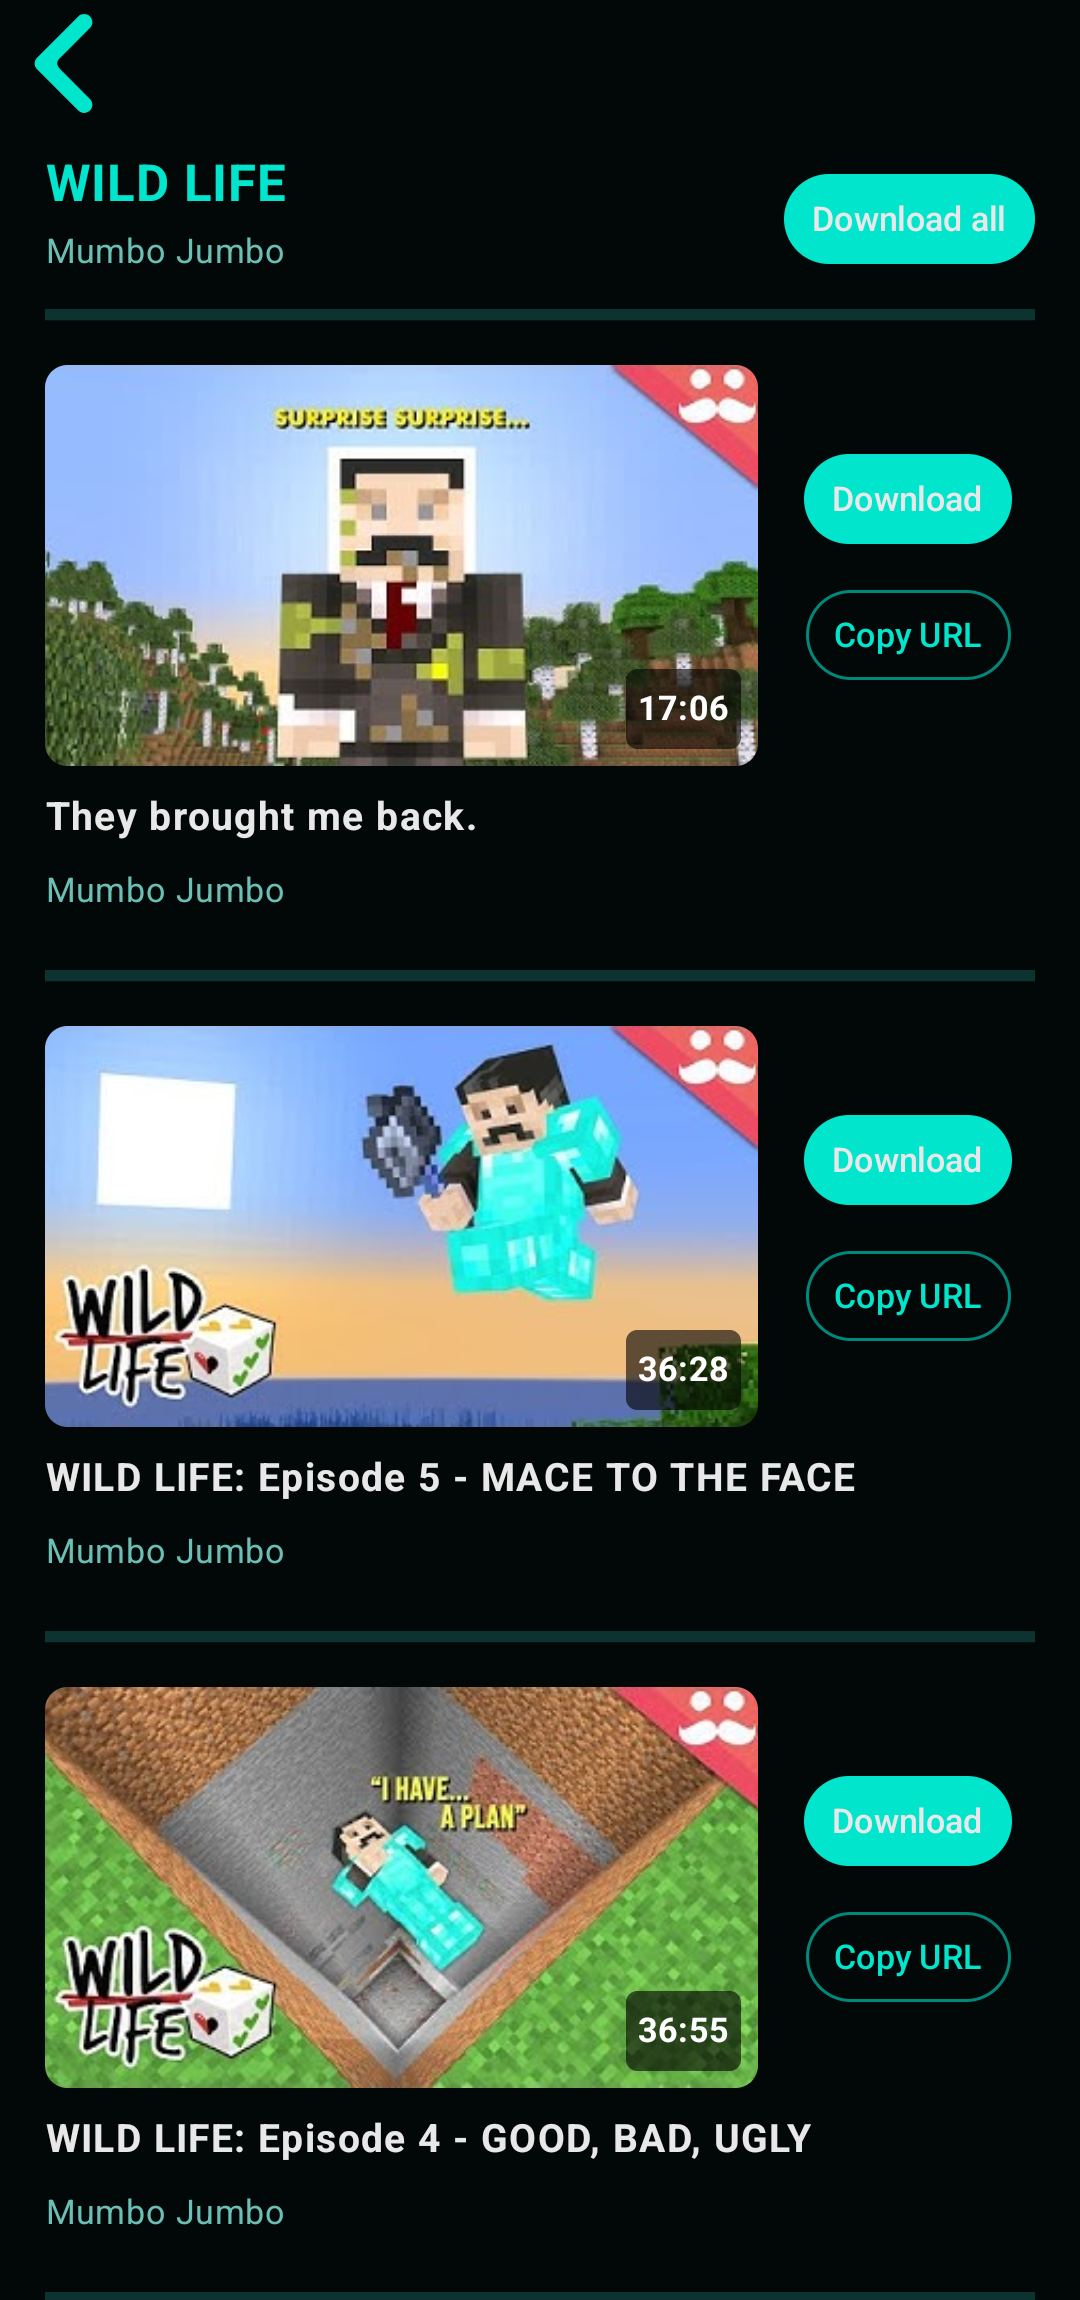 WILD LIFE
Mumbo Jumbo
Download all
SURPRISE SURPRISE...
17:06
Download
Copy URL
They brought me back.
Mumbo Jumbo
WILD
LIFE
36:28
Download
Copy URL
WILD LIFE: Episode 5 - MACE TO THE FACE
Mumbo Jumbo
"I HAVE...
A PLAN"
WILD
LIFE
36:55
Download
Copy URL
WILD LIFE: Episode 4 - GOOD, BAD, UGLY
Mumbo Jumbo